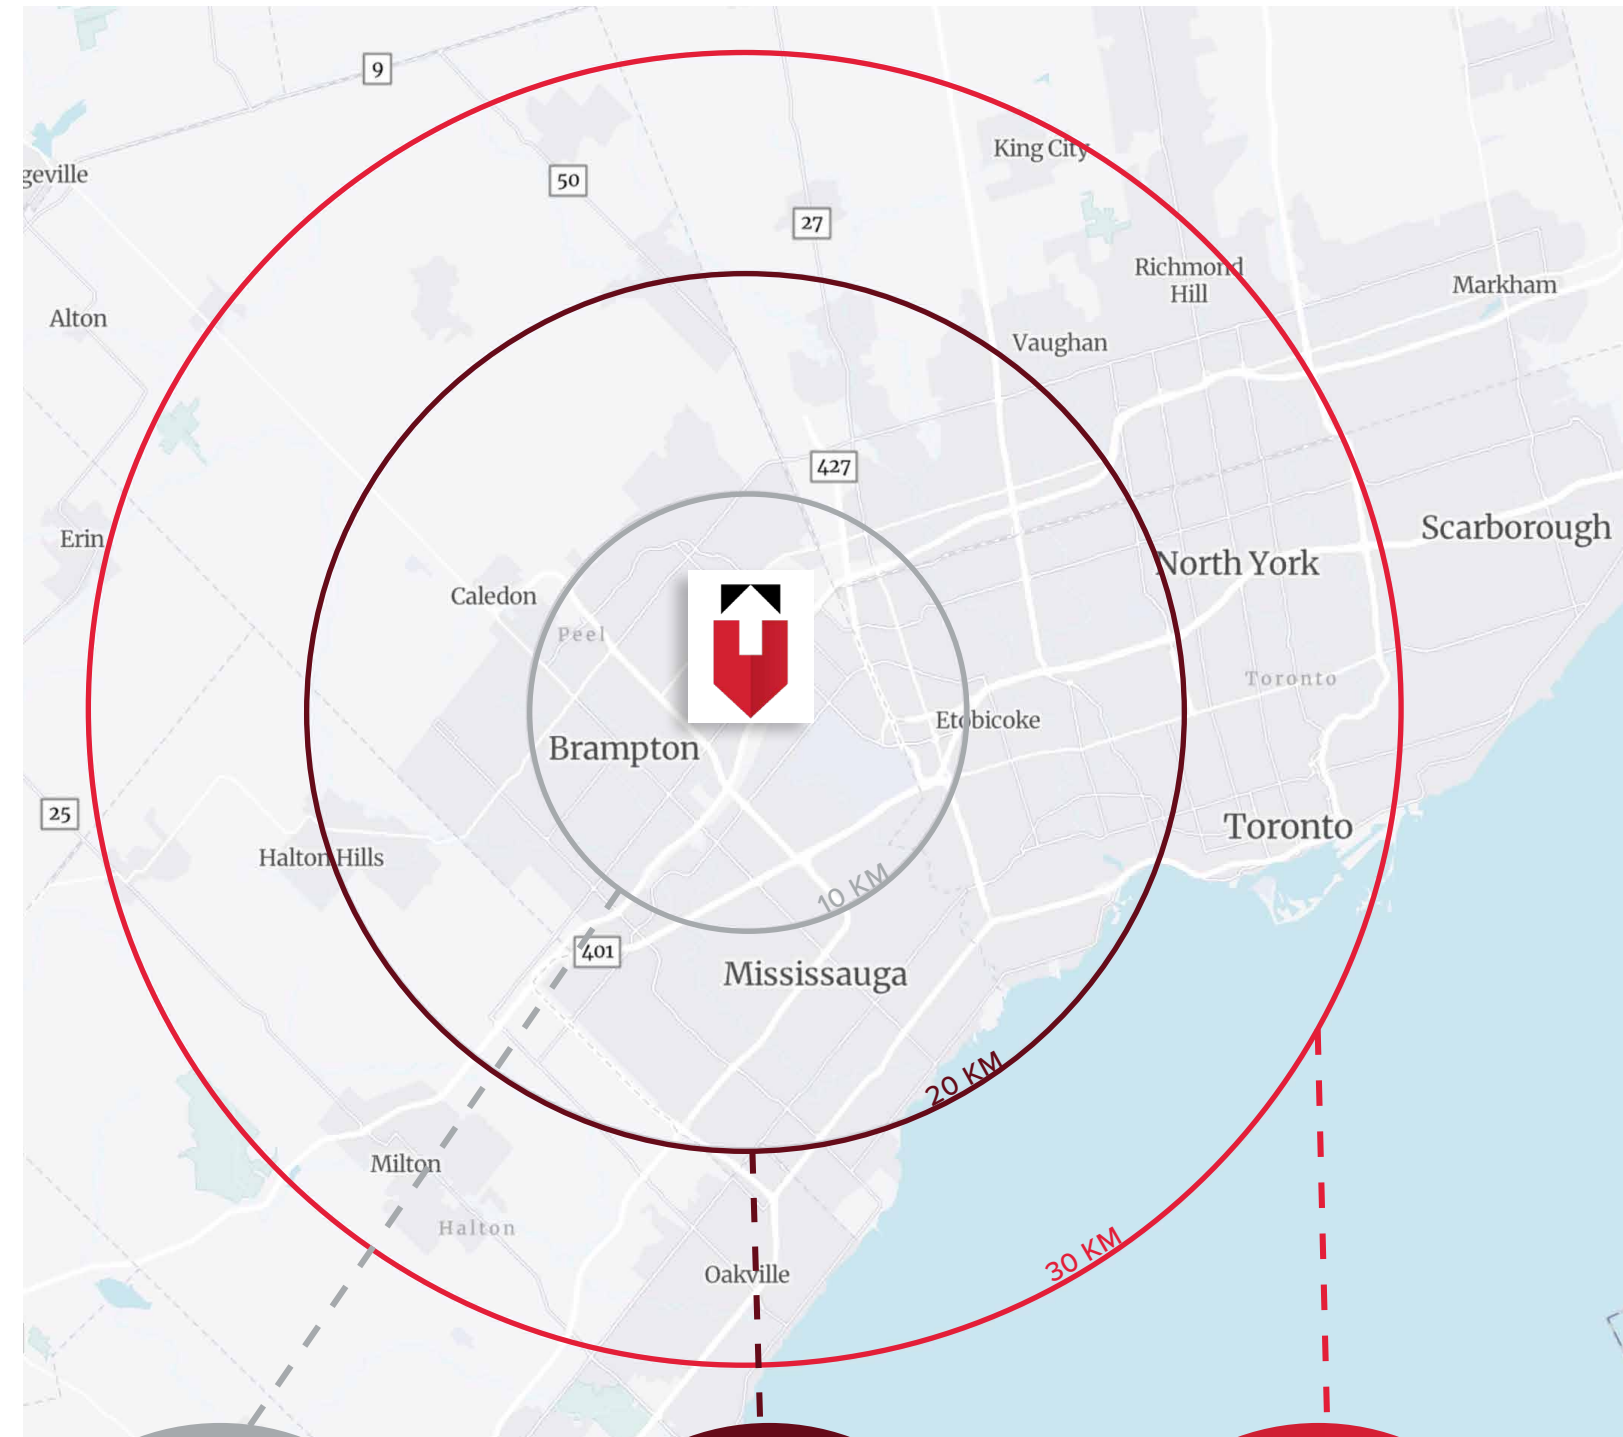 9
King City
geville
50
27
Richmond
Hill
Markham
Alton
Vaughan
427
Scarborough
Erin
North York
Caledon
Peel
Toronto
Etobicoke
Brampton
25
Toronto
Halton Hills
10 KM
401
Mississauga
20 KM
Milton
Halton
30 KM
Oakville